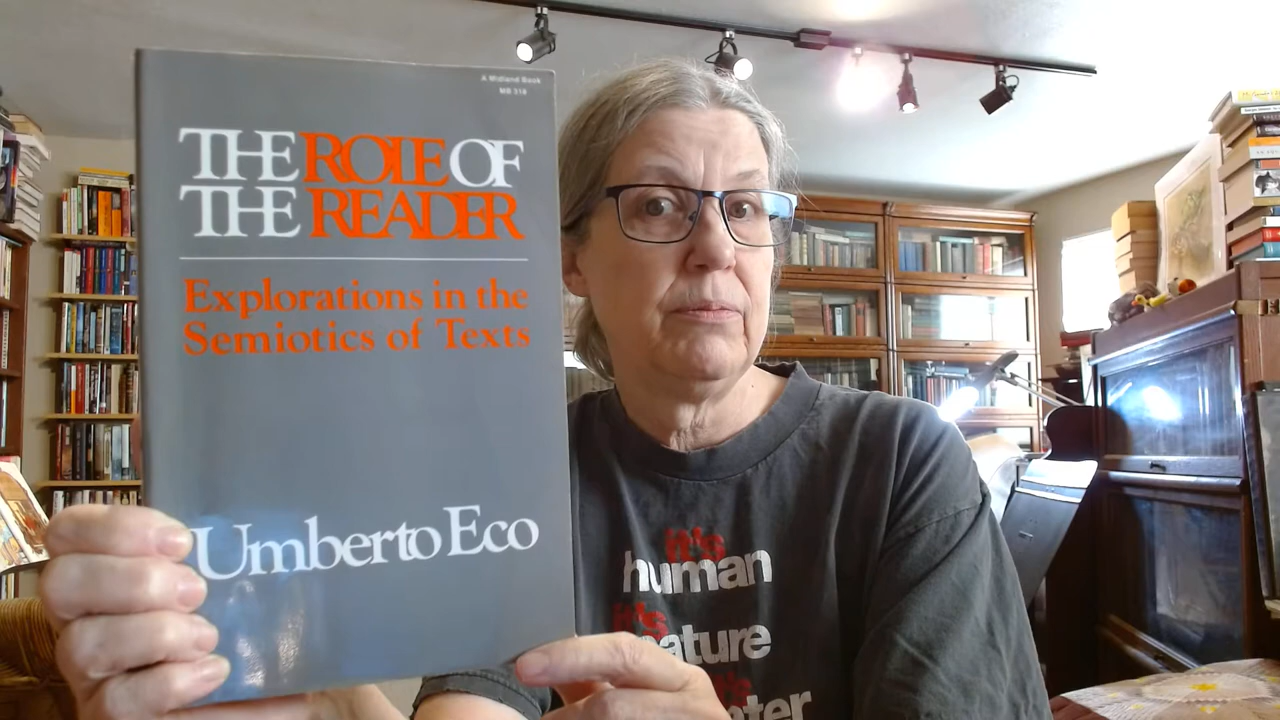 A Midland Book
MB 318
THE ROLE OF
THE READER
Explorations in the
Semiotics of Texts
Umberto Eco
it's
human
it's